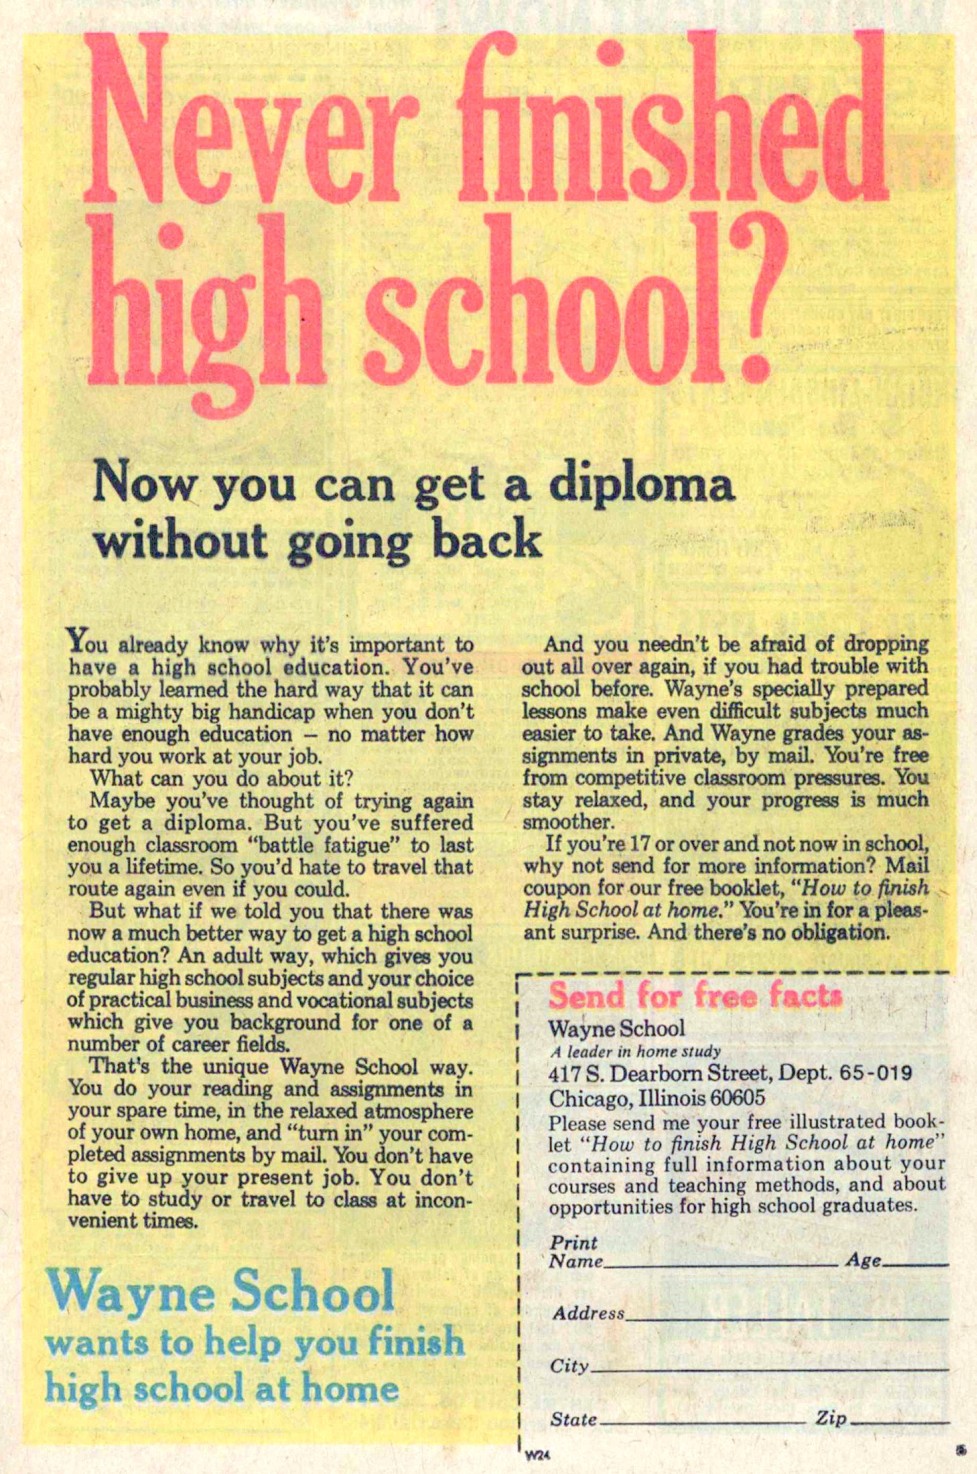 Never finished
high school?
Now you can get a diploma
without going back
You already know why it's important to
have a high school education. You've
probably learned the hard way that it can
be a mighty big handicap when you don't
have enough education – no matter how
hard you work at your job.
What can you do about it?
Maybe you've thought of trying again
to get a diploma. But you've suffered
enough classroom "battle fatigue" to last
you a lifetime. So you'd hate to travel that
route again even if you could.
But what if we told you that there was
now a much better way to get a high school
education? An adult way, which gives you
regular high school subjects and your choice
of practical business and vocational subjects
which give you background for one of a
number of career fields.
That's the unique Wayne School way.
You do your reading and assignments in
your spare time, in the relaxed atmosphere
of your own home, and "turn in" your com-
pleted assignments by mail. You don't have
to give up your present job. You don't
have to study or travel to class at incon-
venient times.
Wayne School
wants to help you finish
high school at home
And you needn't be afraid of dropping
out all over again, if you had trouble with
school before. Wayne's specially prepared
lessons make even difficult subjects much
easier to take. And Wayne grades your as-
signments in private, by mail. You're free
from competitive classroom pressures. You
stay relaxed, and your progress is much
smoother.
If you're 17 or over and not now in school,
why not send for more information? Mail
coupon for our free booklet, "How to finish
High School at home." You're in for a pleas-
ant surprise. And there's no obligation.
Send for free facts
Wayne School
A leader in home study
417 S. Dearborn Street, Dept. 65-019
Chicago, Illinois 60605
Please send me your free illustrated book-
let "How to finish High School at home"
containing full information about your
courses and teaching methods, and about
opportunities for high school graduates.
Print
Name Age
Address
City
State Zip
W24